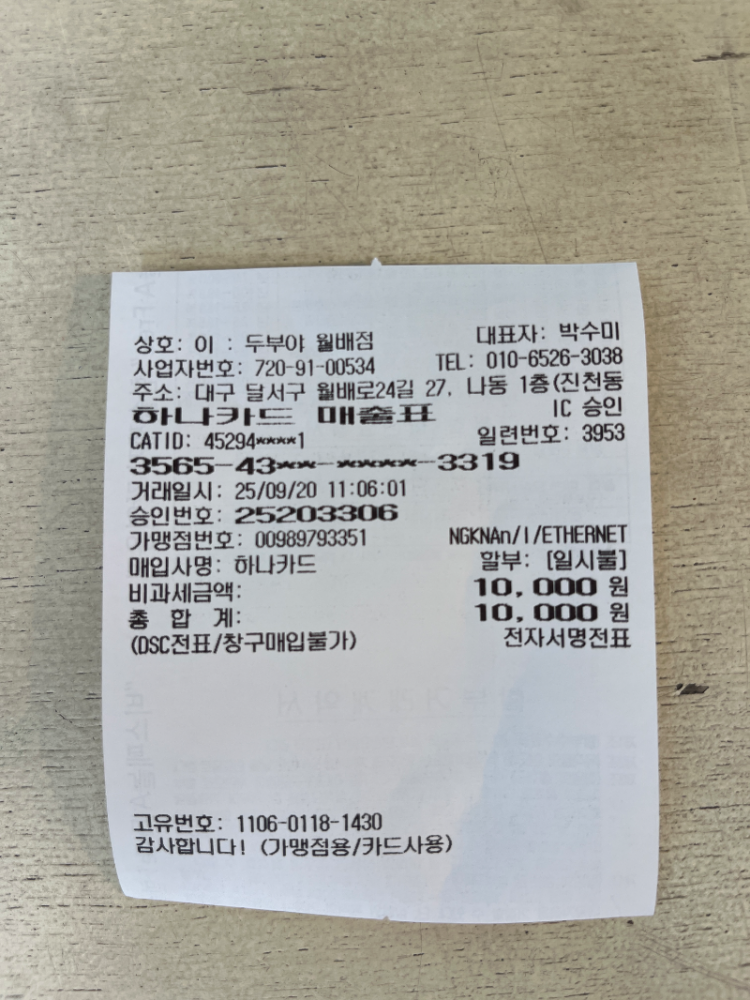 상호: 이 : 두부야 월배점 대표자: 박수미
사업자번호: 720-91-00534 TEL: 010-6526-3038
주소: 대구 달서구 월배로24길 27, 나동 1층(진천동
하나카드 매출표 IC 승인
CATID: 45294****1 일련번호: 3953
3565-43**-****-3319
거래일시: 25/09/20 11:06:01
승인번호: 25203306
가맹점번호: 00989793351 NGKNAn/I/ETHERNET
매입사명: 하나카드 할부: [일시불]
비과세금액: 10,000 원
총 합 계: 10,000 원
(DSC전표/창구매입불가) 전자서명전표
고유번호: 1106-0118-1430
감사합니다! (가맹점용/카드사용)